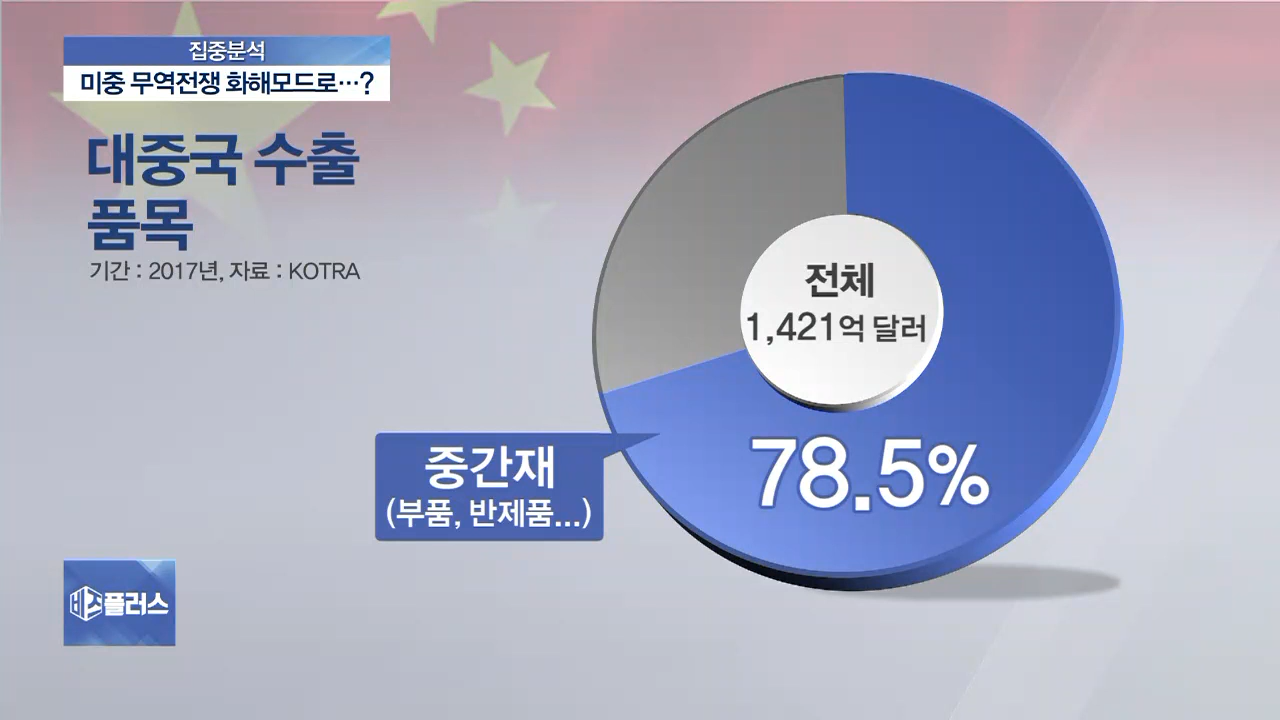 집중분석
미중 무역전쟁 화해모드로…?
대중국 수출
품목
기간 : 2017년, 자료 : KOTRA
전체
1,421억 달러
78.5%
중간재
(부품, 반제품...)
비즈플러스